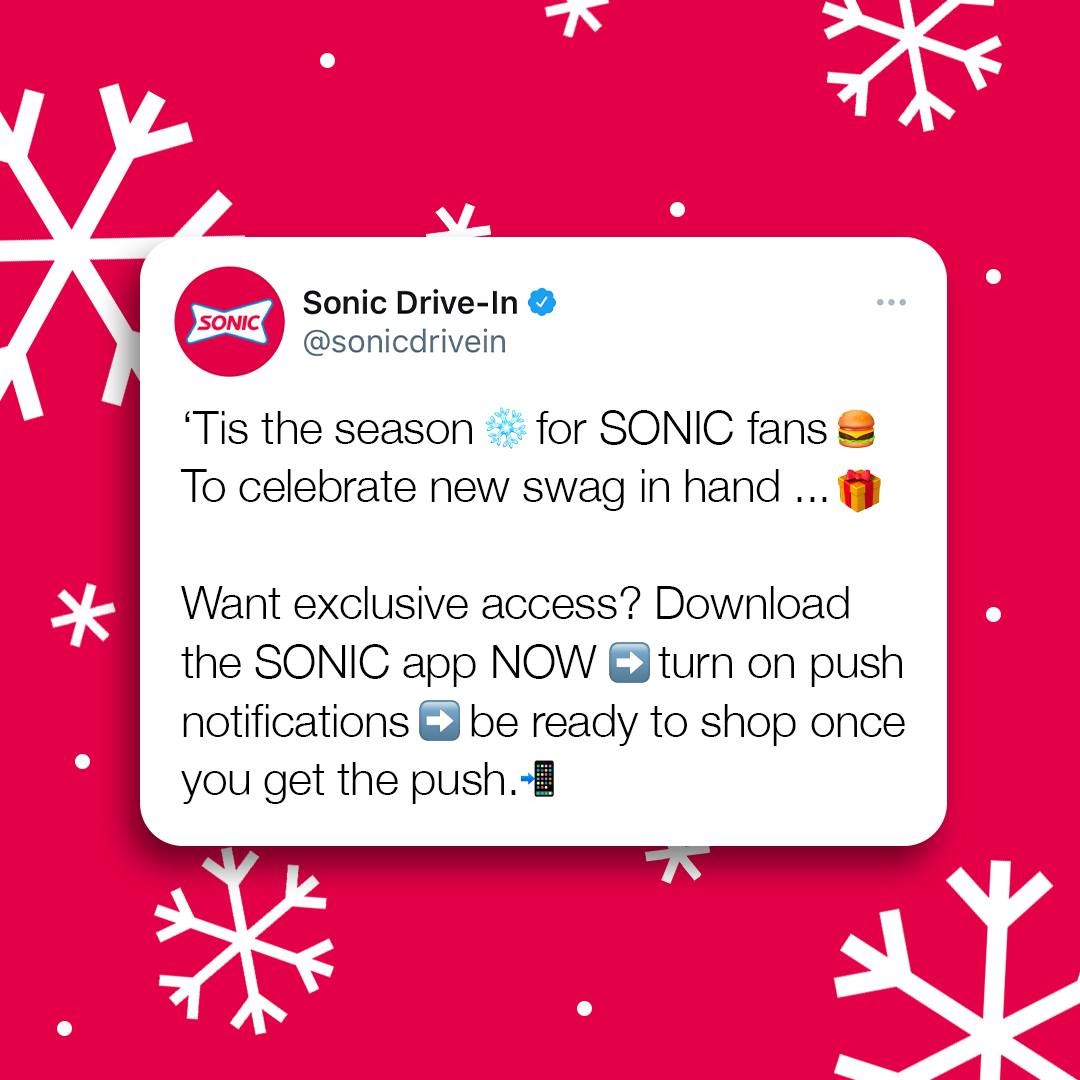 SONIC
Sonic Drive-In
@sonicdrivein
‘Tis the season ❄️ for SONIC fans 🍔
To celebrate new swag in hand ... 🎁
Want exclusive access? Download
the SONIC app NOW ➡️ turn on push
notifications ➡️ be ready to shop once
you get the push. 📲